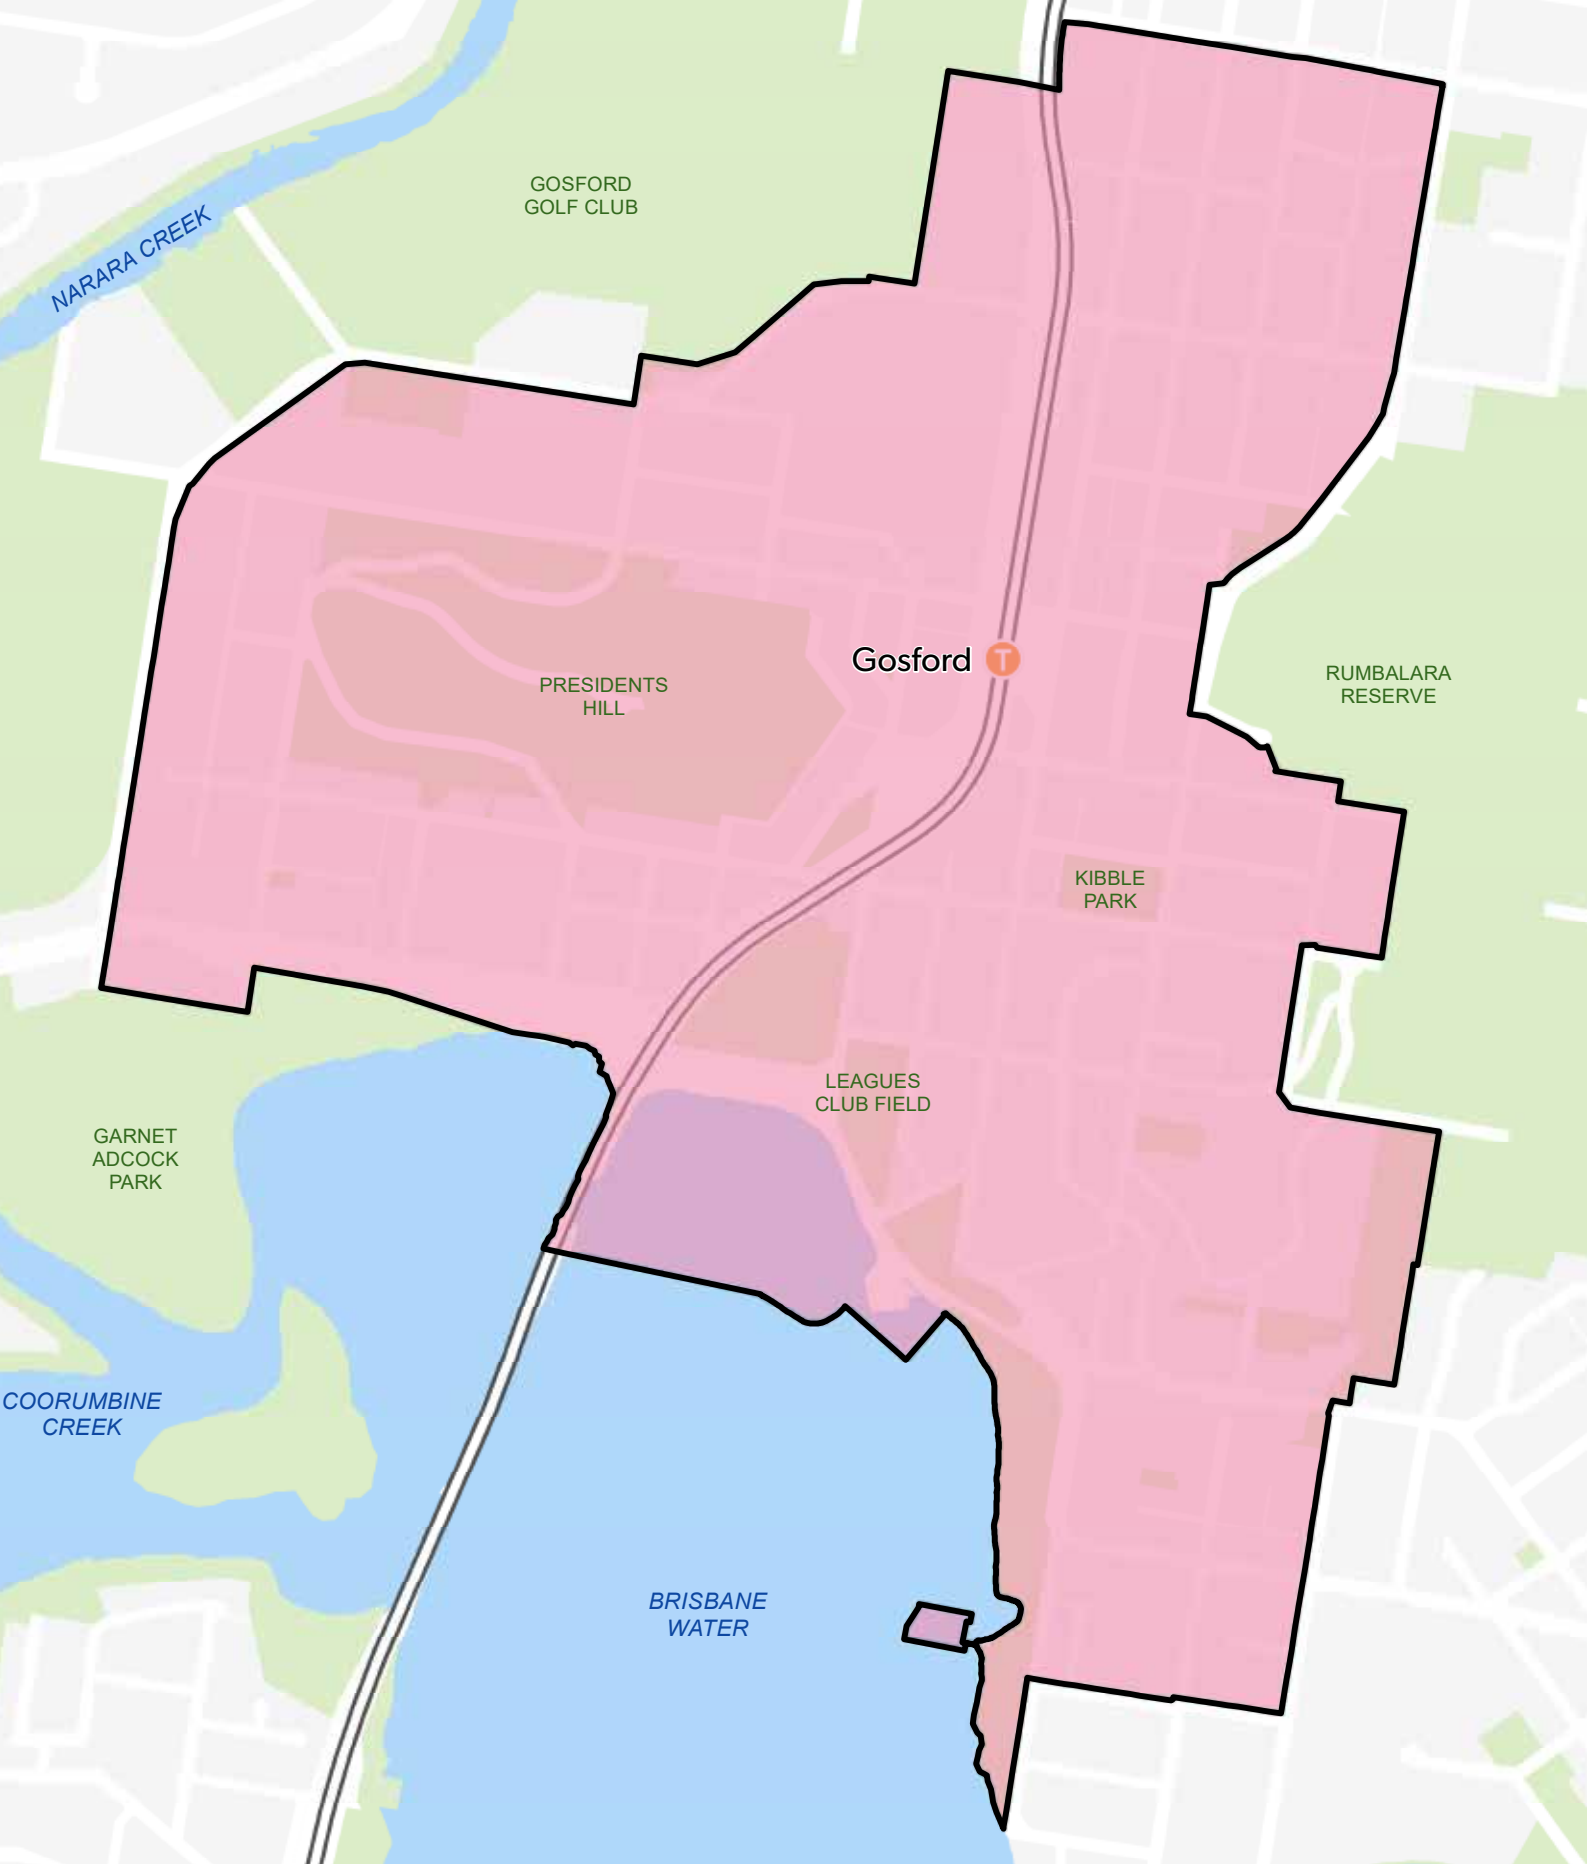 GOSFORD
GOLF CLUB
NARARA CREEK
Gosford
T
RUMBALARA
RESERVE
PRESIDENTS
HILL
KIBBLE
PARK
LEAGUES
CLUB FIELD
GARNET
ADCOCK
PARK
COORUMBINE
CREEK
BRISBANE
WATER